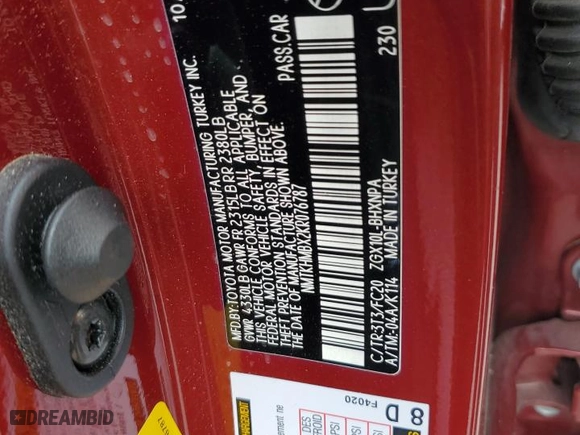 10.
MFD.BY:TOYOTA MOTOR MANUFACTURING TURKEY INC.
GVWR 4330LB GAWR FR 2315LB RR 2380LB
THIS VEHICLE CONFORMS TO ALL APPLICABLE
FEDERAL MOTOR VEHICLE SAFETY, BUMPER, AND
THEFT PREVENTION STANDARDS IN EFFECT ON
THE DATE OF MANUFACTURE SHOWN ABOVE.
NMTKHMBX2KR076787 PASS.CAR
C/TR3T3/FC20 ZGX10L-BHXNPA 230
A/TM-04A/K114 MADE IN TURKEY
8 D
F4020
DREAMBID